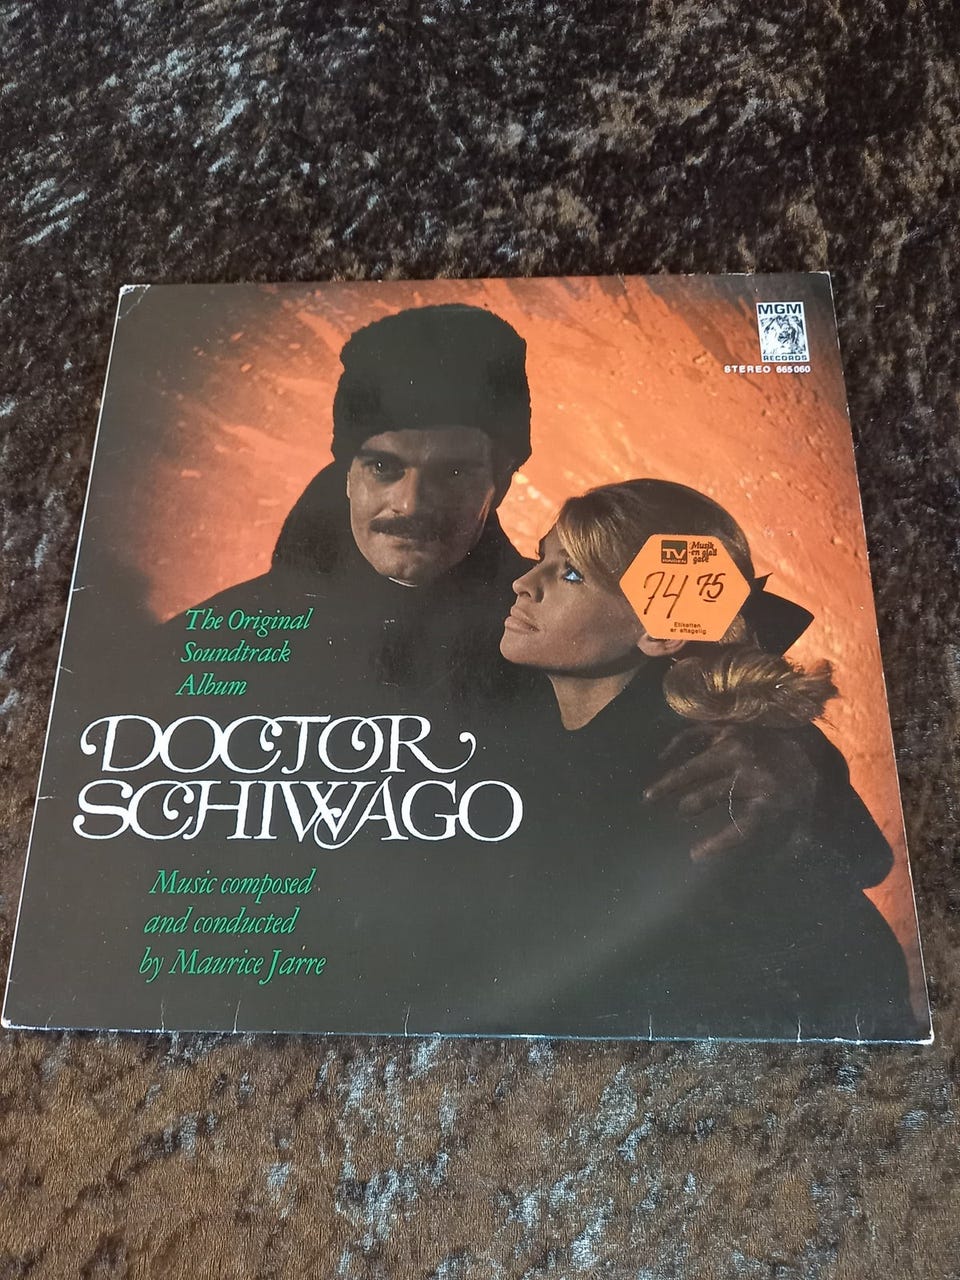 MGM
RECORDS
STEREO 665 060
TV
Musik
-en glad
gave
74 75
Etiketten
er aftagelig
The Original
Soundtrack
Album
DOCTOR
SCHIWAGO
Music composed
and conducted
by Maurice Jarre